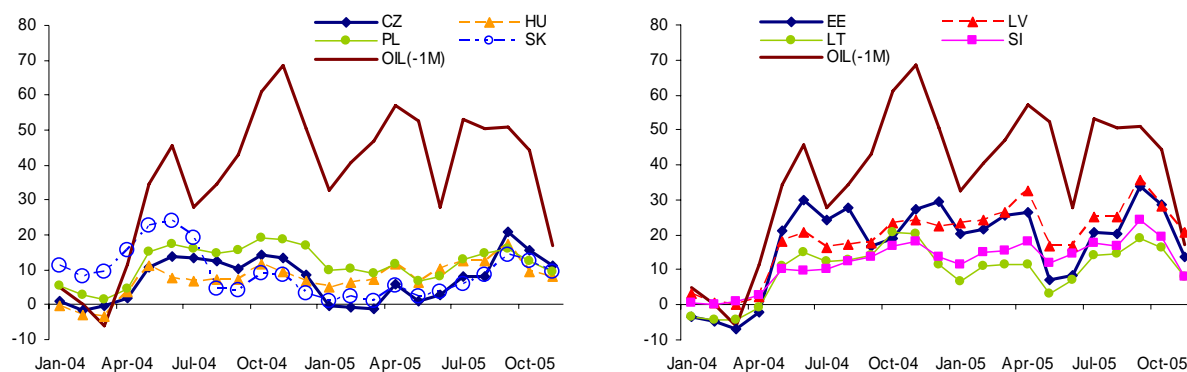 80
70
60
50
40
30
20
10
0
-10
CZ
HU
PL
SK
OIL(-1M)
Jan-04 Apr-04 Jul-04 Oct-04 Jan-05 Apr-05 Jul-05 Oct-05
80
70
60
50
40
30
20
10
0
-10
EE
LV
LT
SI
OIL(-1M)
Jan-04 Apr-04 Jul-04 Oct-04 Jan-05 Apr-05 Jul-05 Oct-05